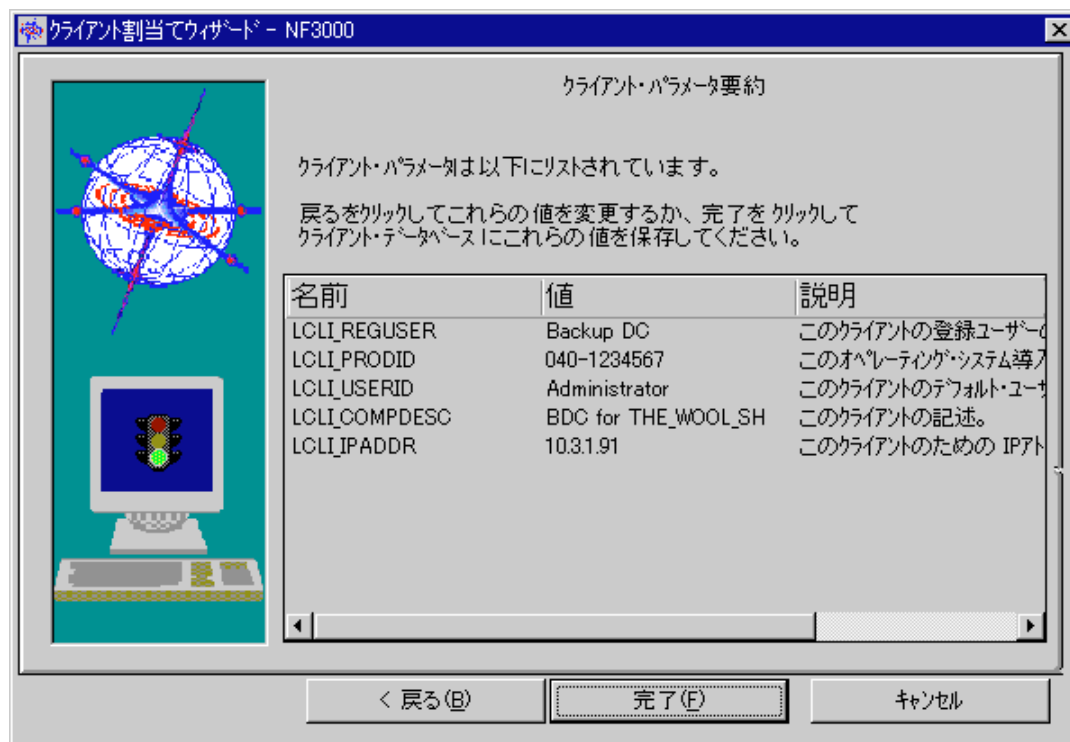 クライアント割当てウィザード - NF3000
クライアント・パラメータ要約
クライアント・パラメータは以下にリストされています。
戻るをクリックしてこれらの値を変更するか、完了をクリックして
クライアント・データベースにこれらの値を保存してください。
名前 値 説明
LCLI_REGUSER Backup DC このクライアントの登録ユーザーの
LCLI_PRODID 040-1234567 このオペレーティング・システム導入
LCLI_USERID Administrator このクライアントのデフォルト・ユーザ
LCLI_COMPDESC BDC for THE_WOOL_SH このクライアントの記述。
LCLI_IPADDR 10.3.1.91 このクライアントのための IPアド
< 戻る(B) 完了(F) キャンセル